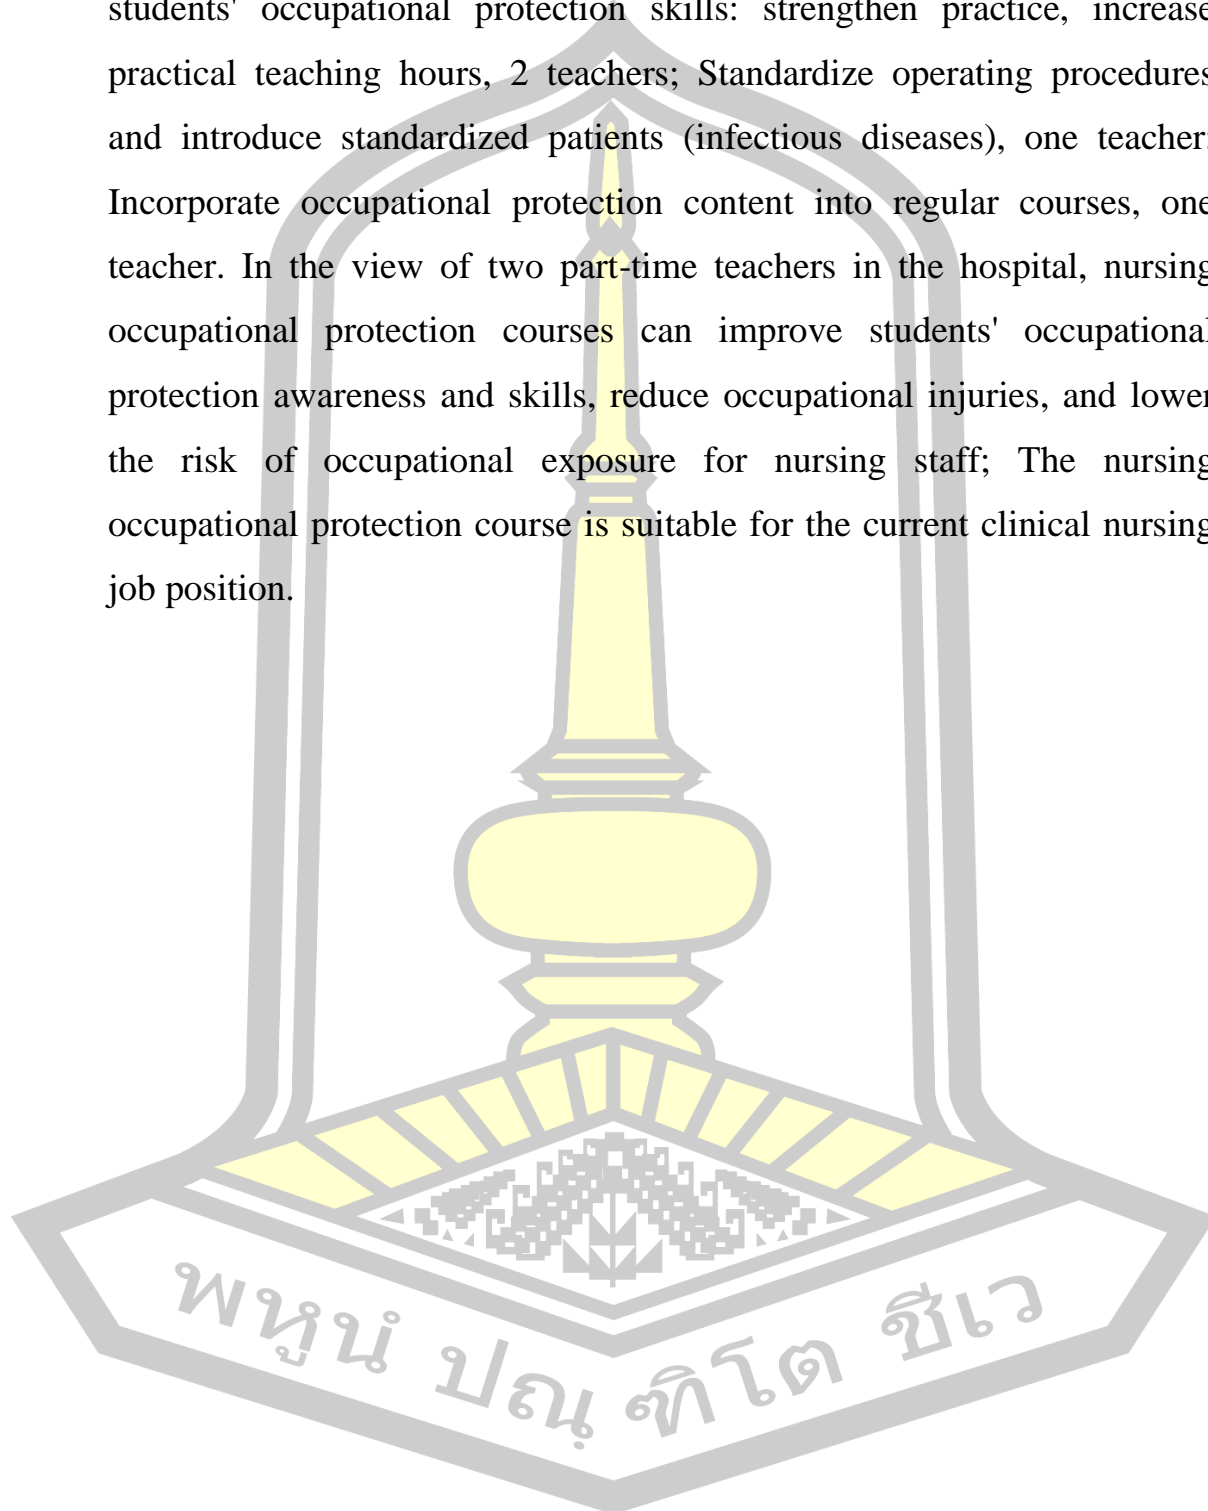 students' occupational protection skills: strengthen practice, increase
practical teaching hours, 2 teachers; Standardize operating procedures
and introduce standardized patients (infectious diseases), one teacher;
Incorporate occupational protection content into regular courses, one
teacher. In the view of two part-time teachers in the hospital, nursing
occupational protection courses can improve students' occupational
protection awareness and skills, reduce occupational injuries, and lower
the risk of occupational exposure for nursing staff; The nursing
occupational protection course is suitable for the current clinical nursing
job position.
พหูนํ ปณฺฑิโต ชีเว